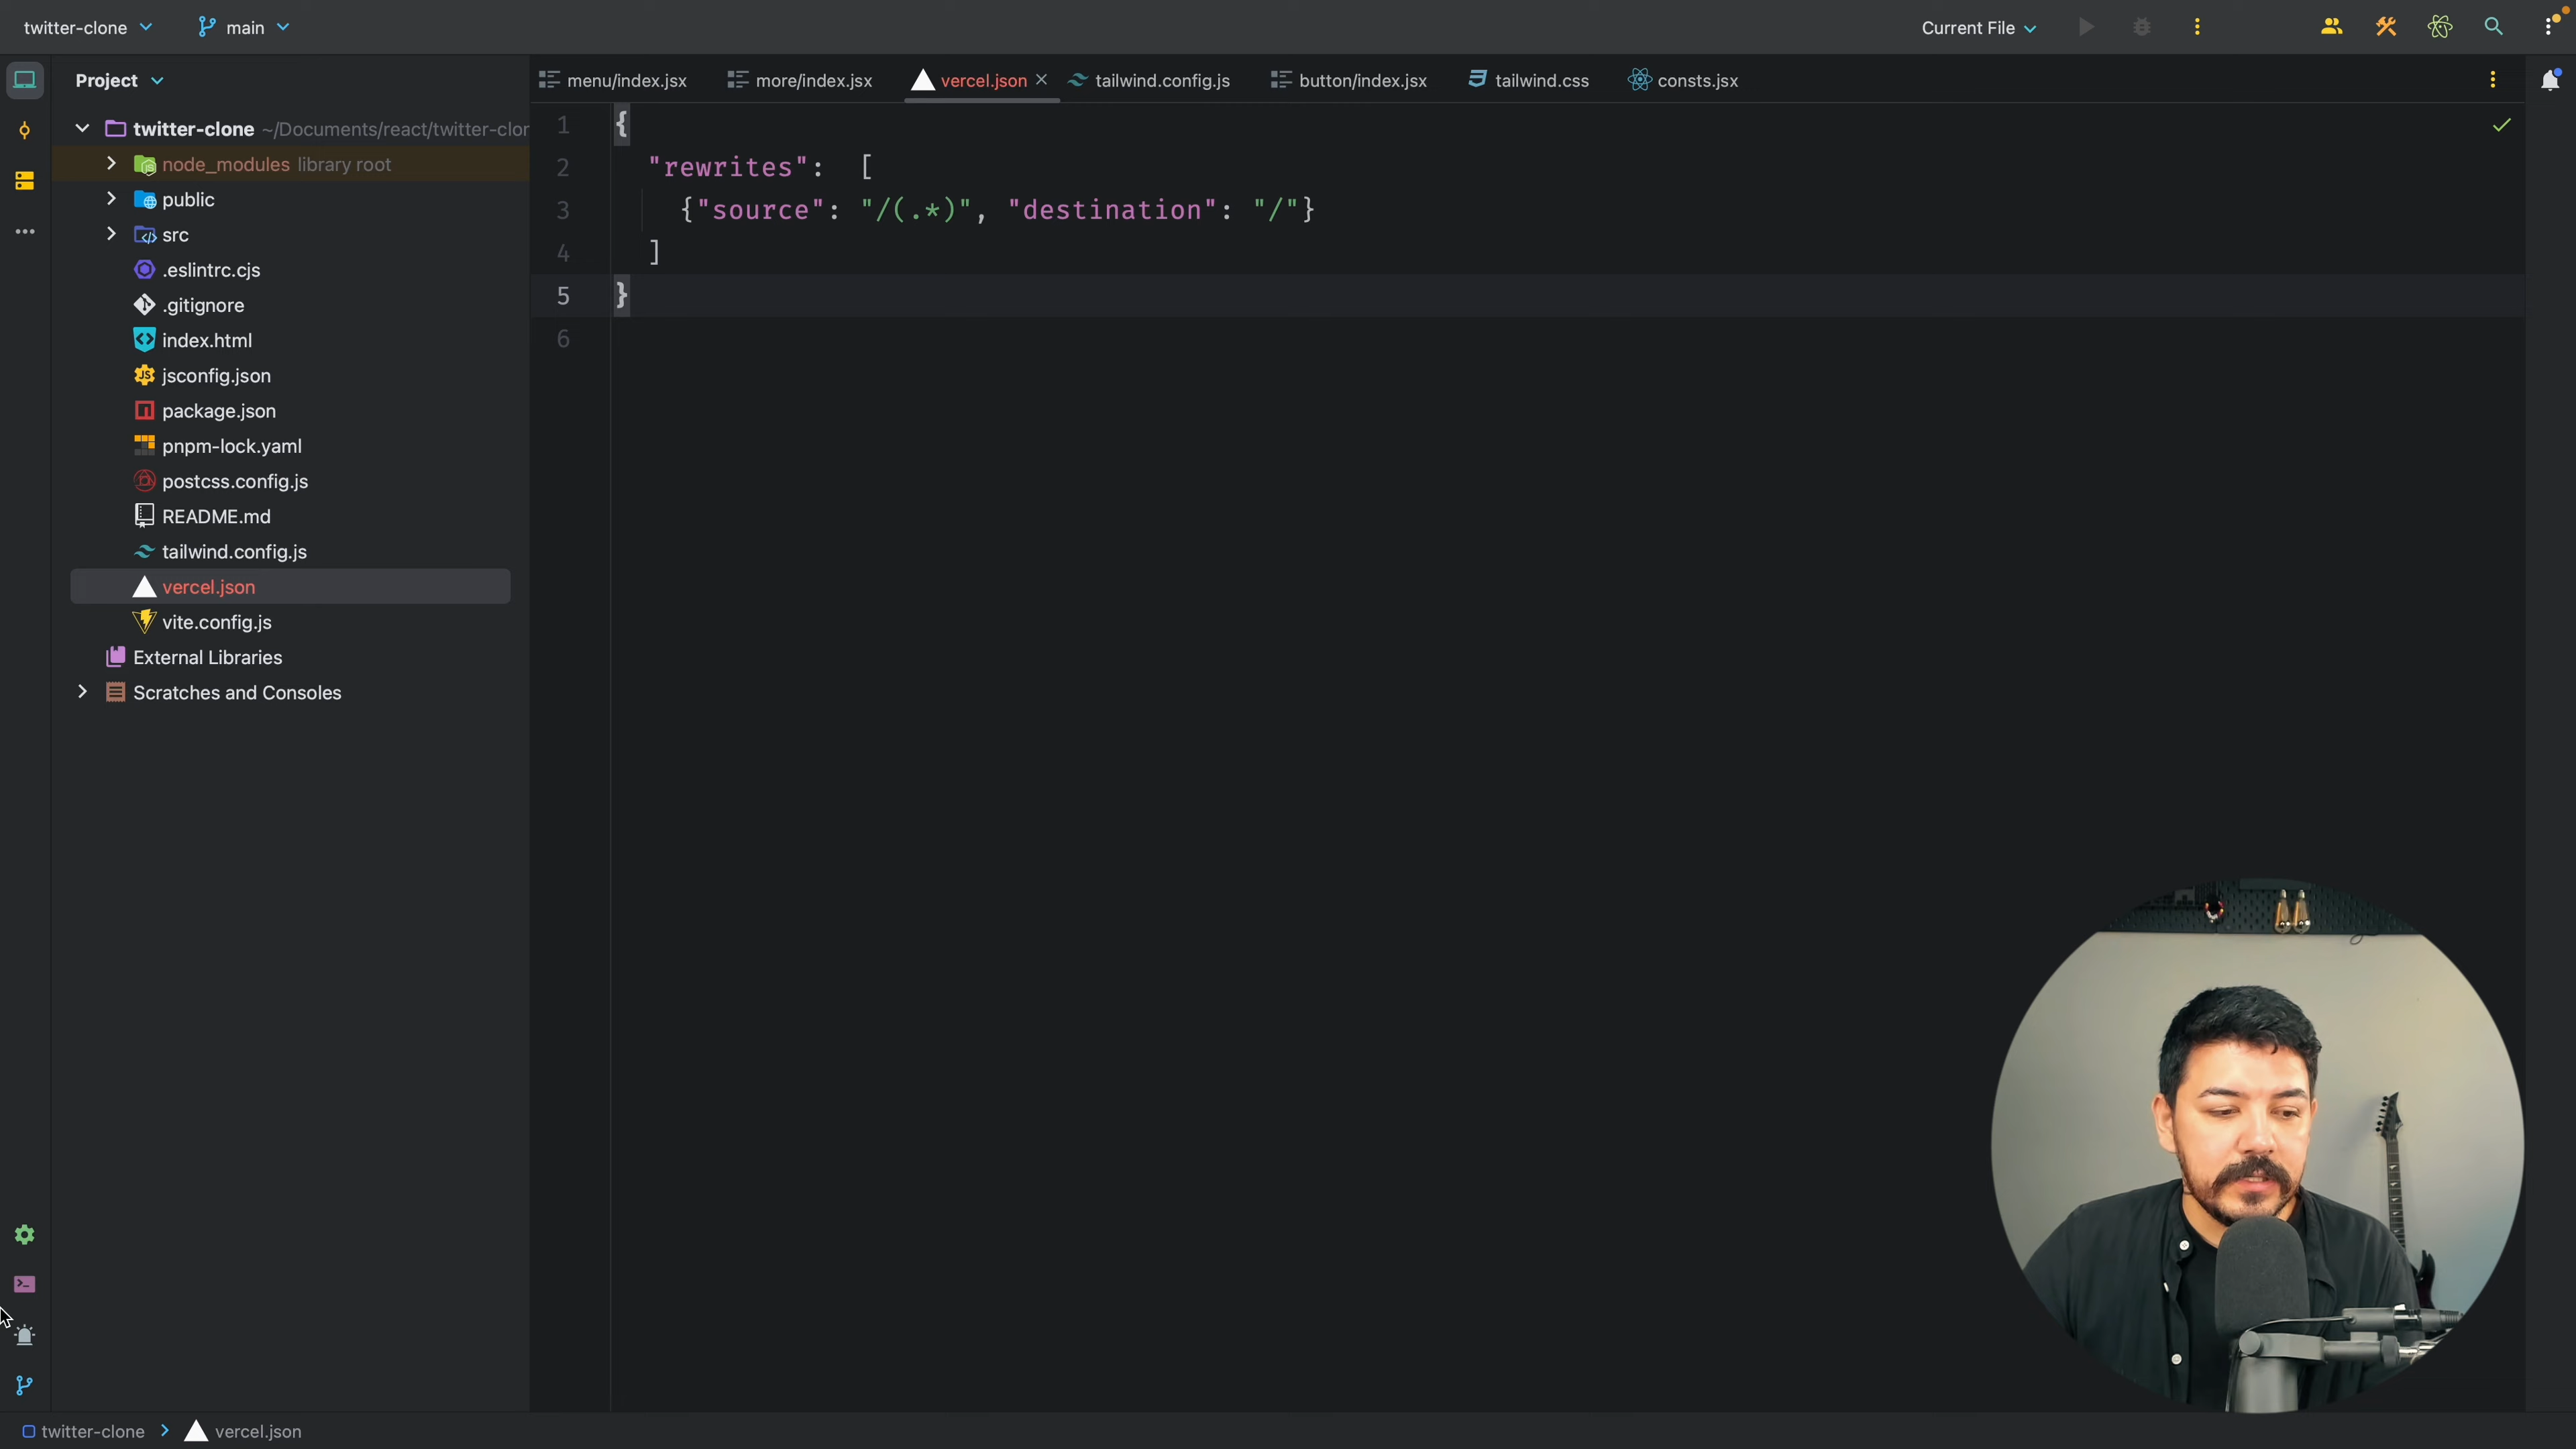 twitter-clone
main
Current File
Project
menu/index.jsx
more/index.jsx
vercel.json
tailwind.config.js
button/index.jsx
tailwind.css
consts.jsx
twitter-clone ~/Documents/react/twitter-clon
node_modules library root
public
src
.eslintrc.cjs
.gitignore
index.html
jsconfig.json
package.json
pnpm-lock.yaml
postcss.config.js
README.md
tailwind.config.js
vercel.json
vite.config.js
External Libraries
Scratches and Consoles
1 {
2 "rewrites": [
3 {"source": "/(.*)", "destination": "/"}
4 ]
5 }
6
twitter-clone
vercel.json